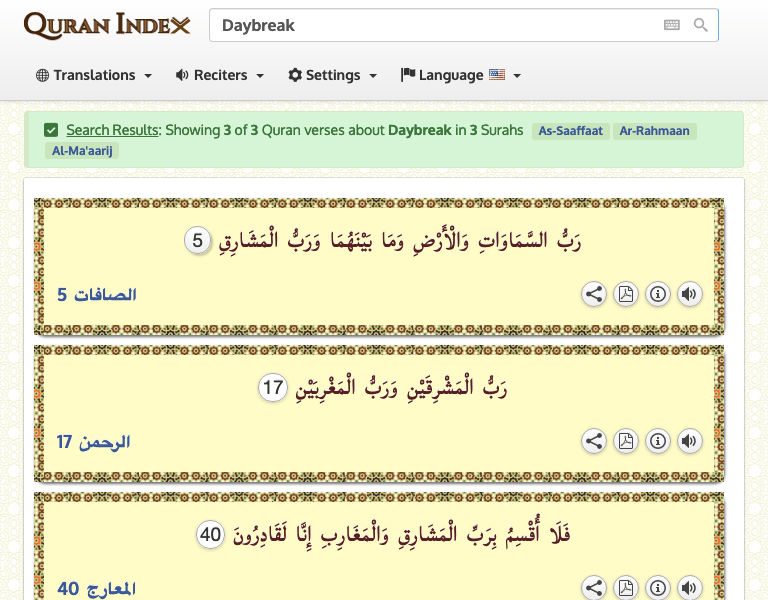 QURAN INDEX
Daybreak
Translations Reciters Settings Language
Search Results: Showing 3 of 3 Quran verses about Daybreak in 3 Surahs As-Saaffaat Ar-Rahmaan
Al-Ma'aarij
رَبُّ السَّمَاوَاتِ وَالْأَرْضِ وَمَا بَيْنَهُمَا وَرَبُّ الْمَشَارِقِ 5
الصافات 5
رَبُّ الْمَشْرِقَيْنِ وَرَبُّ الْمَغْرِبَيْنِ 17
الرحمن 17
فَلَا أُقْسِمُ بِرَبِّ الْمَشَارِقِ وَالْمَغَارِبِ إِنَّا لَقَادِرُونَ 40
المعارج 40